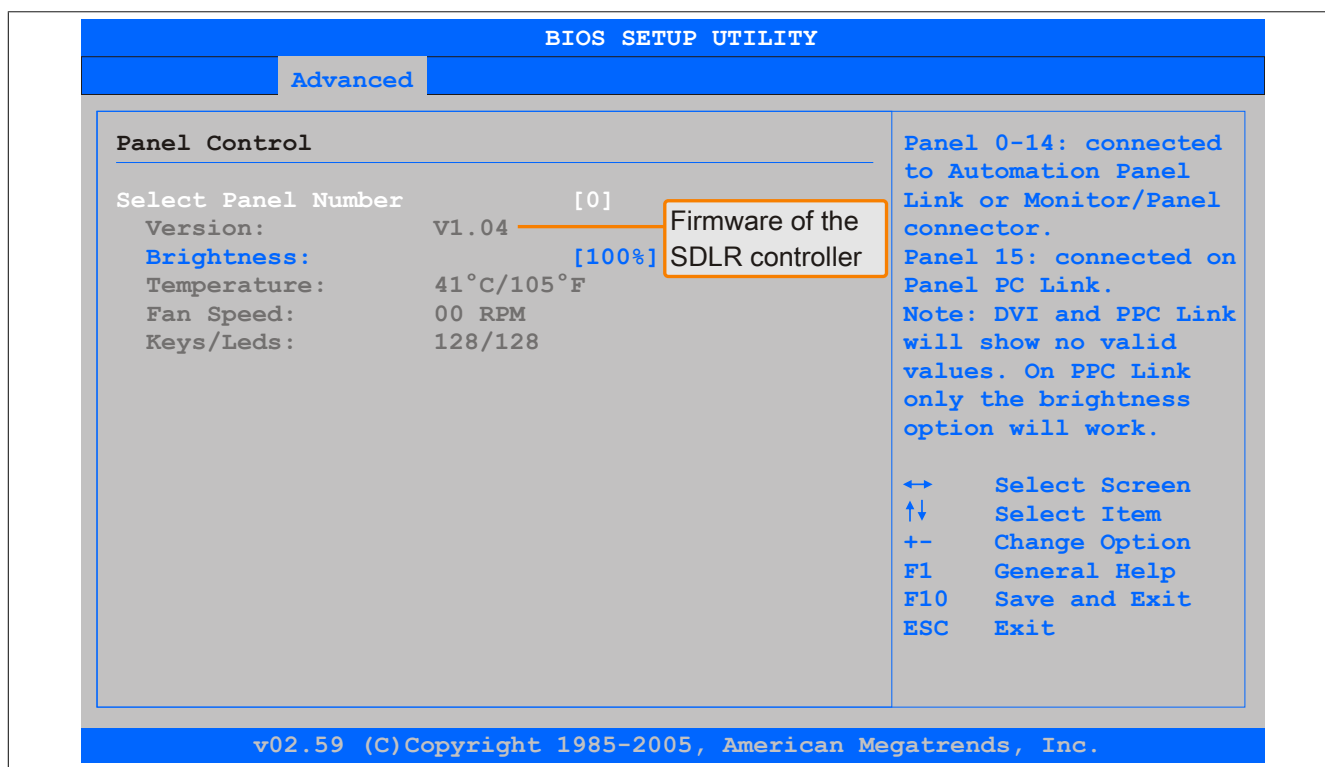 BIOS SETUP UTILITY
Advanced
Panel Control
Select Panel Number [0]
Version: V1.04
Firmware of the
SDLR controller
Brightness: [100%]
Temperature: 41°C/105°F
Fan Speed: 00 RPM
Keys/Leds: 128/128
Panel 0-14: connected
to Automation Panel
Link or Monitor/Panel
connector.
Panel 15: connected on
Panel PC Link.
Note: DVI and PPC Link
will show no valid
values. On PPC Link
only the brightness
option will work.
↔ Select Screen
↑↓ Select Item
+- Change Option
F1 General Help
F10 Save and Exit
ESC Exit
v02.59 (C)Copyright 1985-2005, American Megatrends, Inc.